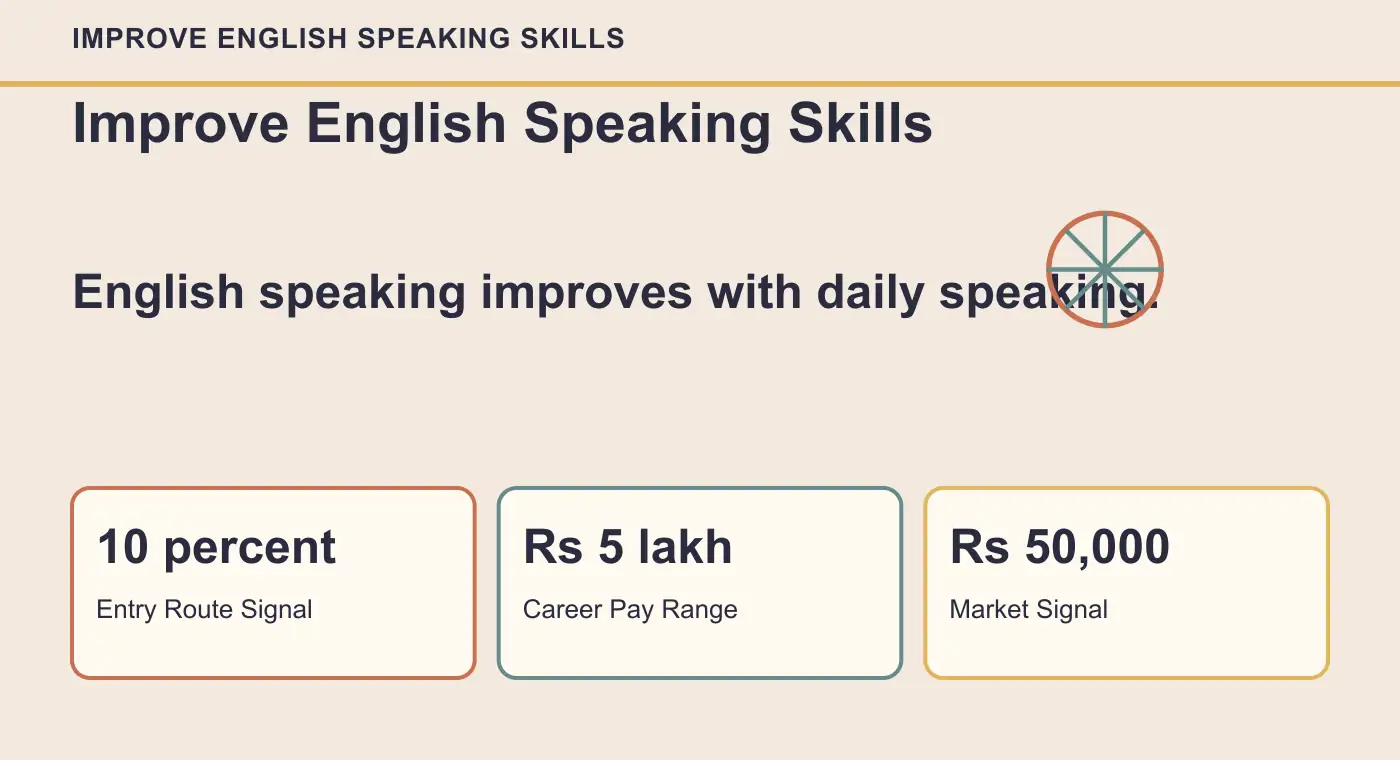 IMPROVE ENGLISH SPEAKING SKILLS
Improve English Speaking Skills
English speaking improves with daily speaking.
10 percent
Entry Route Signal
Rs 5 lakh
Career Pay Range
Rs 50,000
Market Signal